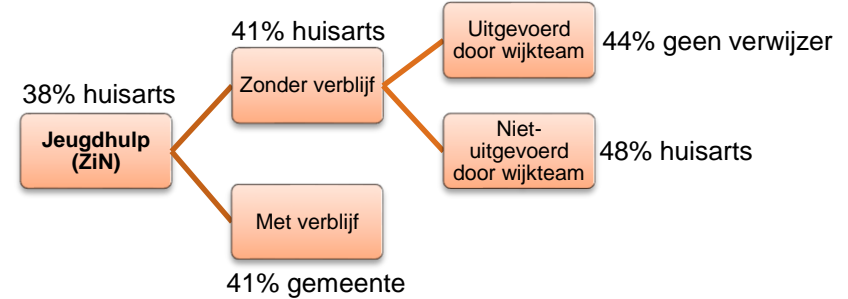 38% huisarts
Jeugdhulp
(ZiN)
41% huisarts
Zonder verblijf
Met verblijf
41% gemeente
Uitgevoerd
door wijkteam
44% geen verwijzer
Niet-
uitgevoerd
door wijkteam
48% huisarts